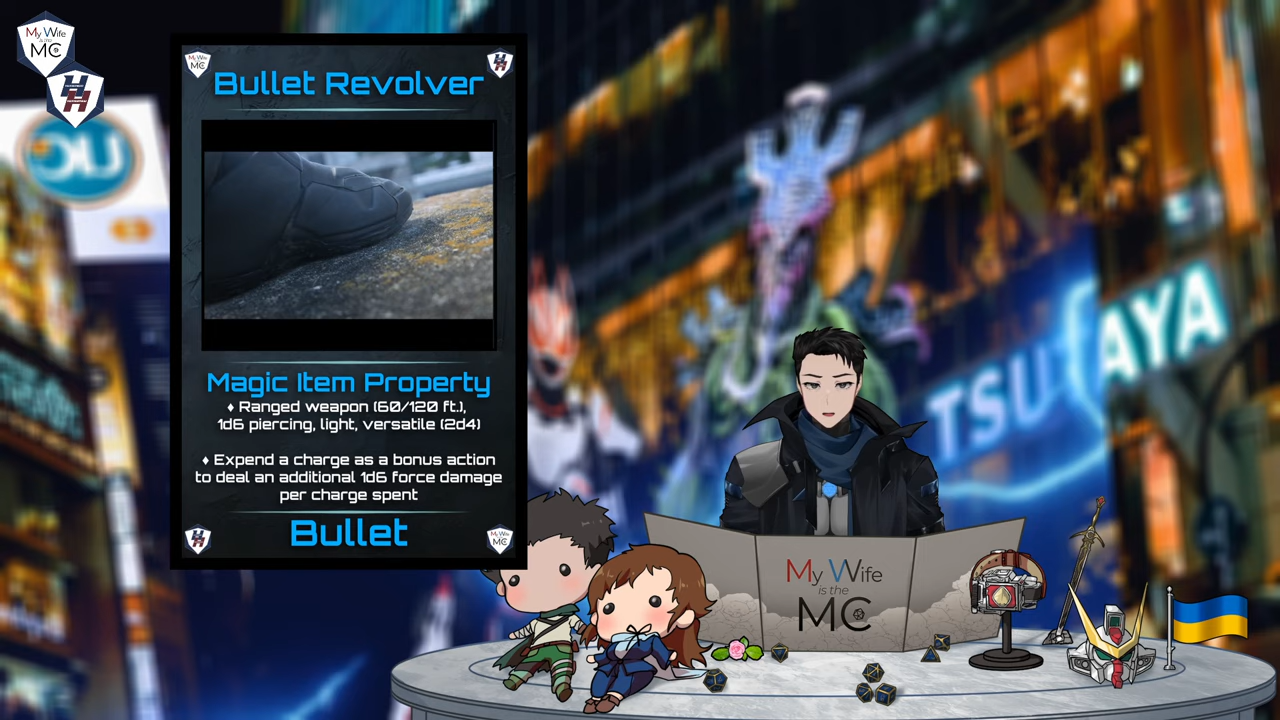 My Wife
is the
MC
Bullet Revolver
Magic Item Property
♦ Ranged weapon (60/120 ft.),
1d6 piercing, light, versatile (2d4)
♦ Expend a charge as a bonus action
to deal an additional 1d6 force damage
per charge spent
Bullet
TSU AYA
My Wife
is the
MC